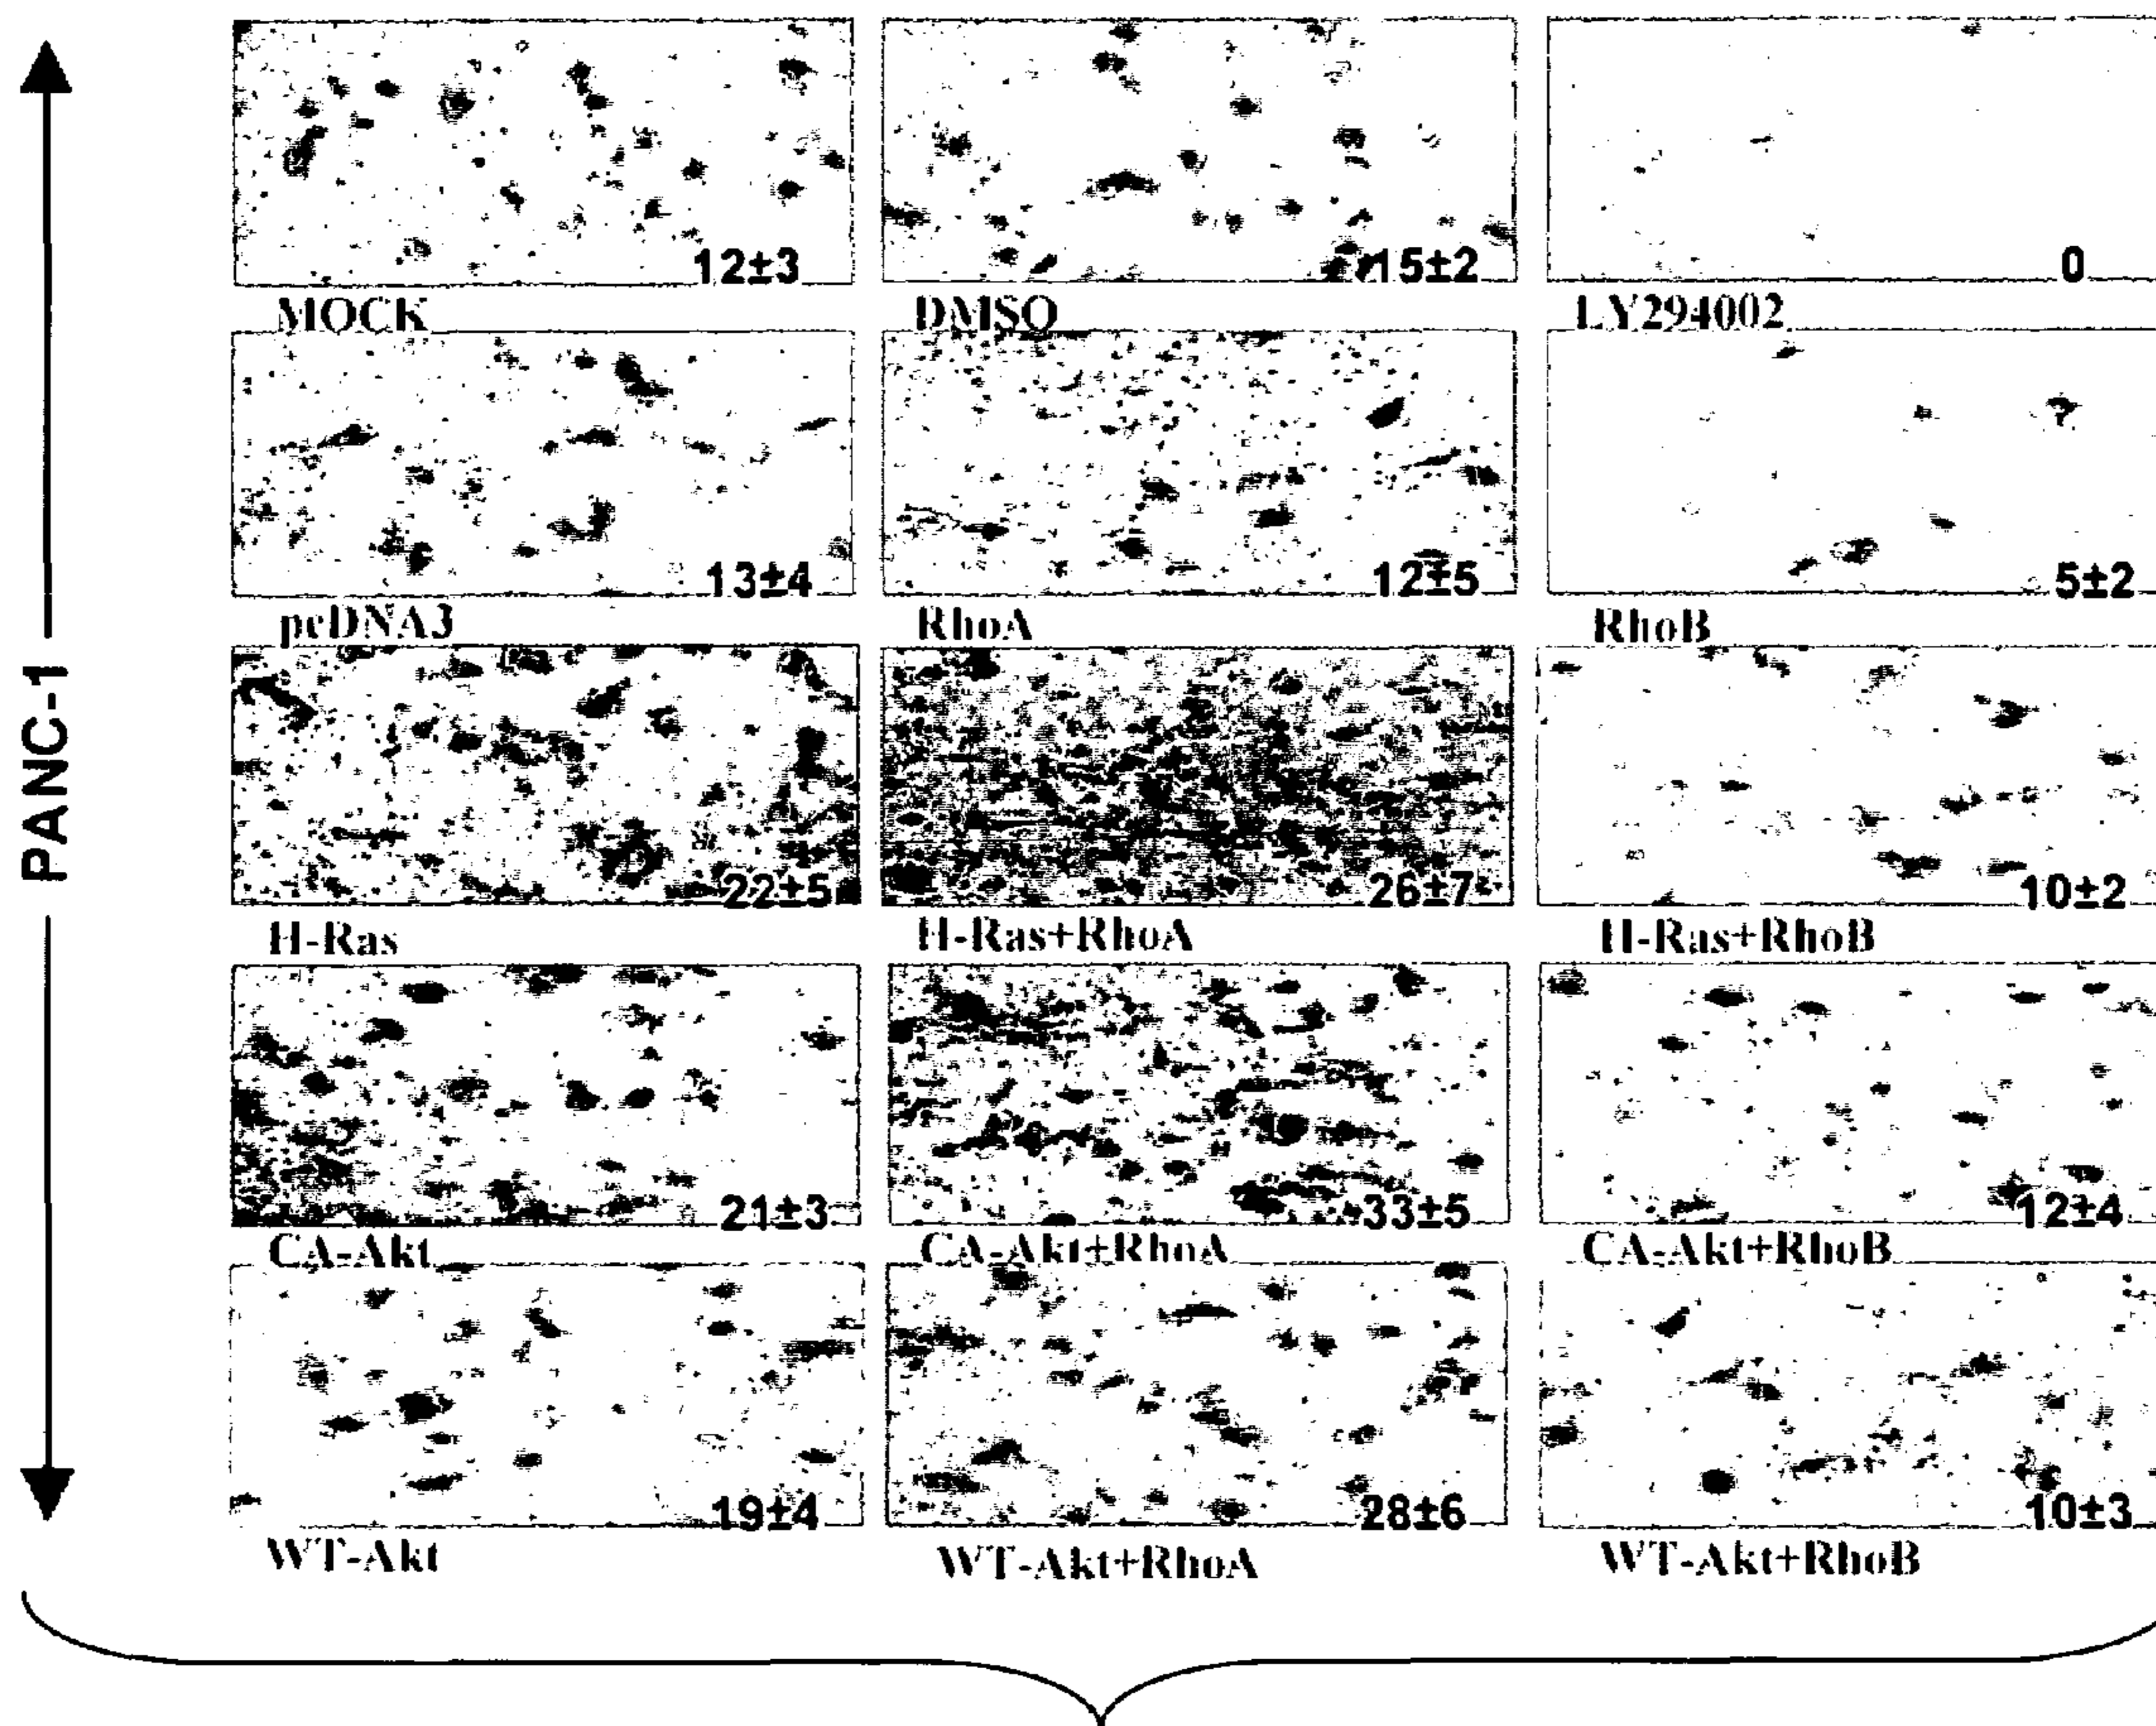 PANC-1
12±3 15±2 0
MOCK DMSO LY294002
13±4 12±5 5±2
pcDNA3 RhoA RhoB
22±5 26±7 10±2
H-Ras H-Ras+RhoA H-Ras+RhoB
21±3 33±5 12±4
CA-Akt CA-Akt+RhoA CA-Akt+RhoB
19±4 28±6 10±3
WT-Akt WT-Akt+RhoA WT-Akt+RhoB